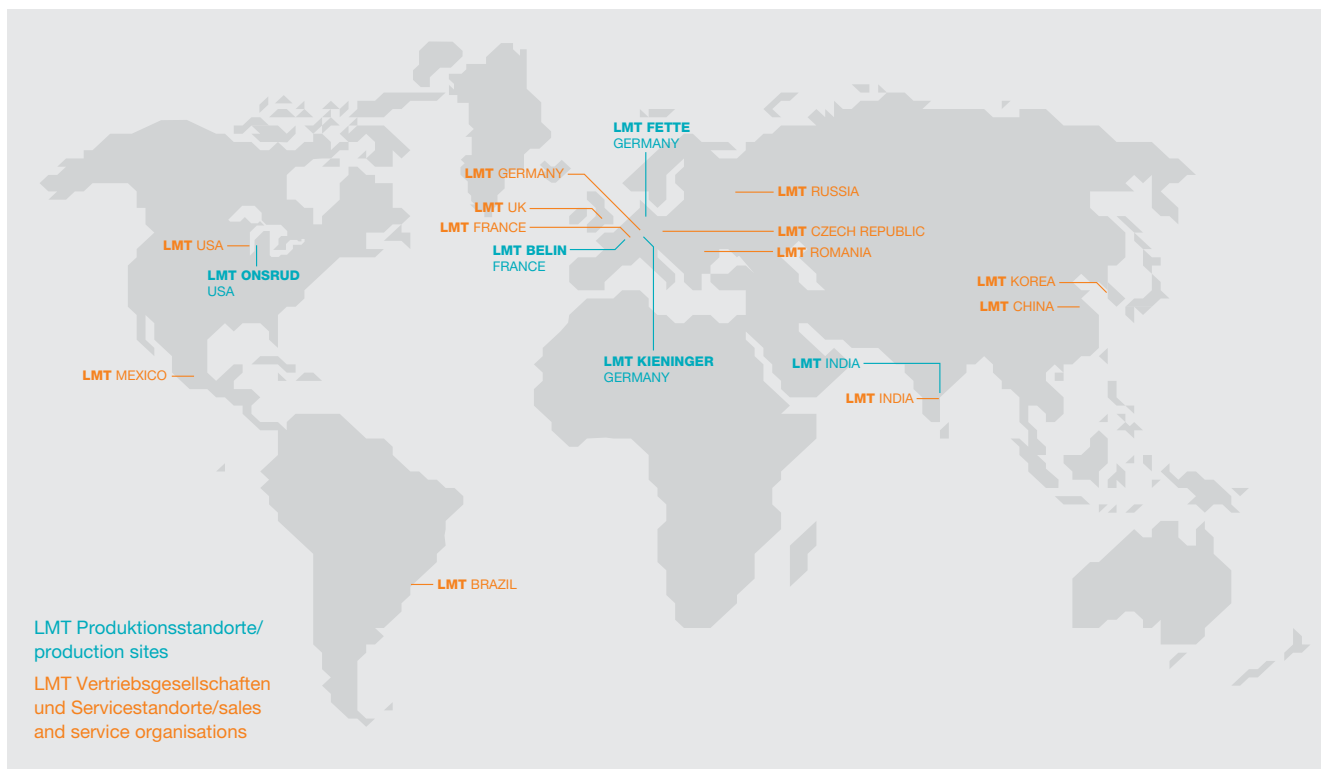 LMT FETTE
GERMANY
LMT GERMANY
LMT RUSSIA
LMT UK
LMT FRANCE
LMT CZECH REPUBLIC
LMT USA
LMT BELIN
FRANCE
LMT ROMANIA
LMT ONSRUD
USA
LMT KOREA
LMT CHINA
LMT KIENINGER
GERMANY
LMT INDIA
LMT MEXICO
LMT INDIA
LMT BRAZIL
LMT Produktionsstandorte/
production sites
LMT Vertriebsgesellschaften
und Servicestandorte/sales
and service organisations